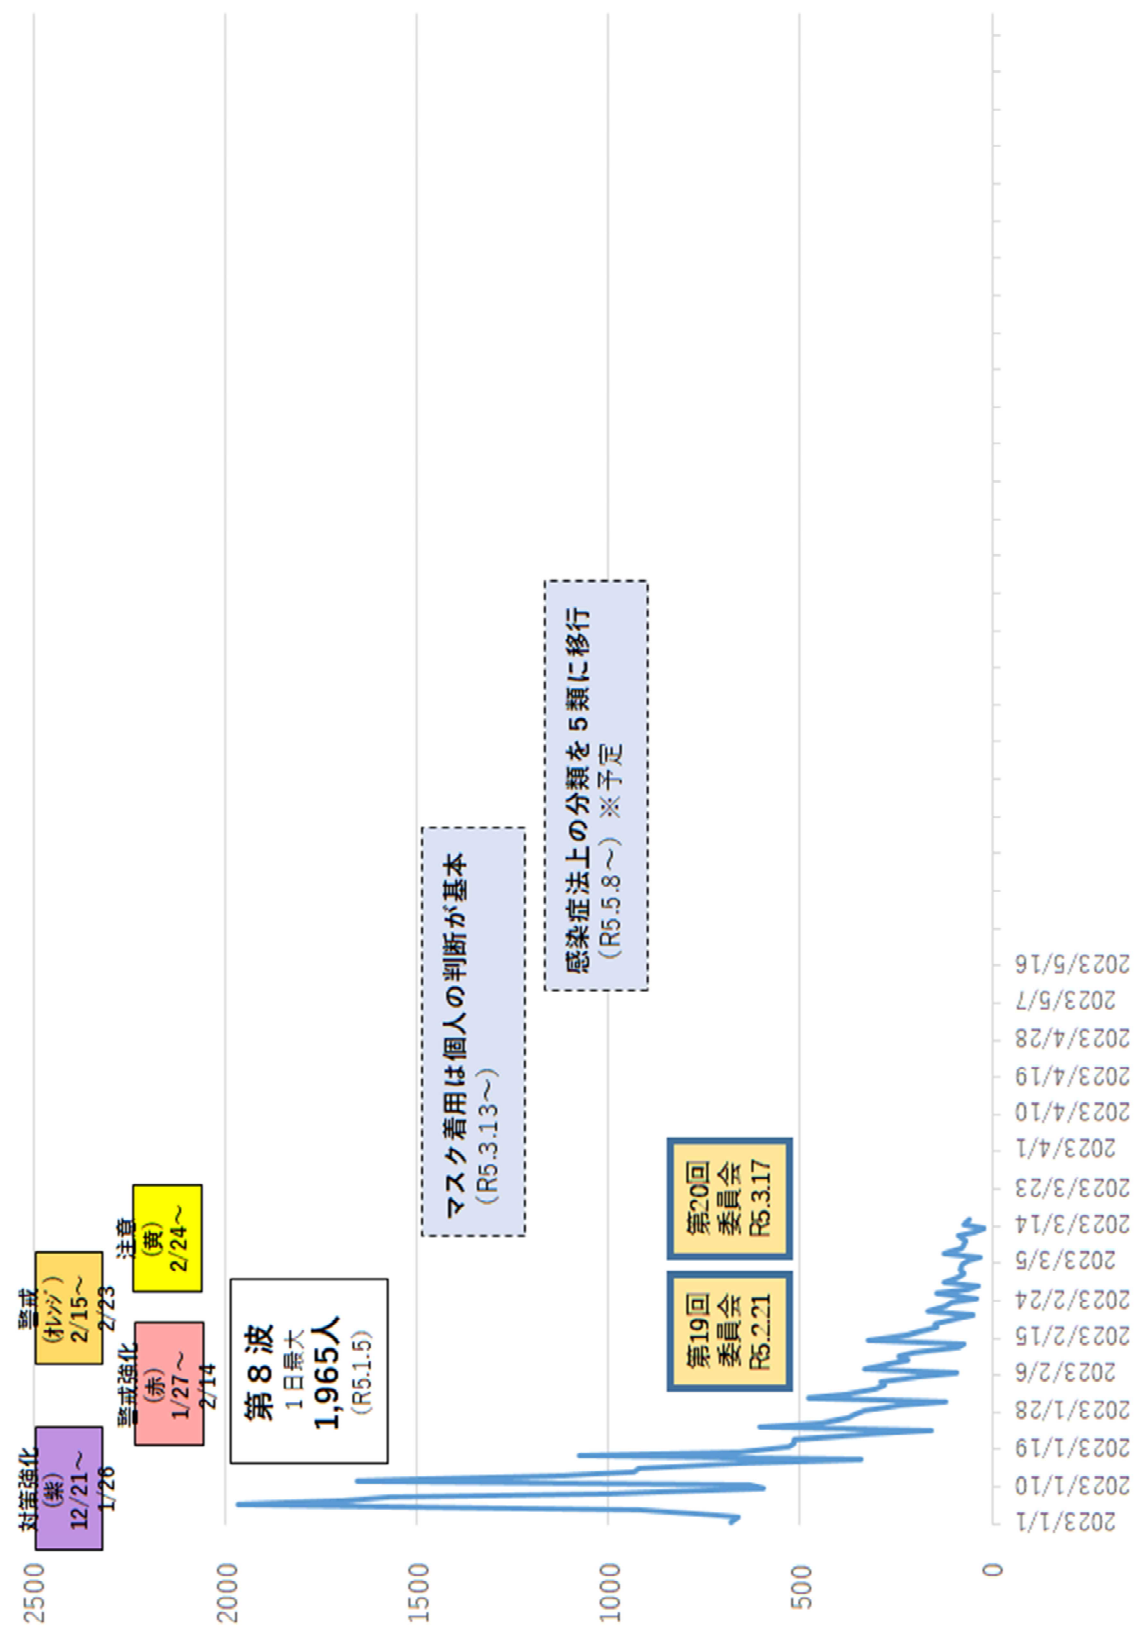 対策強化
（紫）
12/21～
1/26
警戒強化
（赤）
1/27～
2/14
警戒
（ｵﾚﾝｼﾞ）
2/15～
2/23
注意
（黄）
2/24～
第８波
１日最大
1,965人
（R5.1-5）
マスク着用は個人の判断が基本
（R5.3.13～）
感染症法上の分類を５類に移行
（R5.5.8～）※予定
第19回
委員会
R5.2.21
第20回
委員会
R5.3.17
2500
2000
1500
1000
500
0
2023/1/1
2023/1/10
2023/1/19
2023/1/28
2023/2/6
2023/2/15
2023/2/24
2023/3/5
2023/3/14
2023/3/23
2023/4/1
2023/4/10
2023/4/19
2023/4/28
2023/5/7
2023/5/16